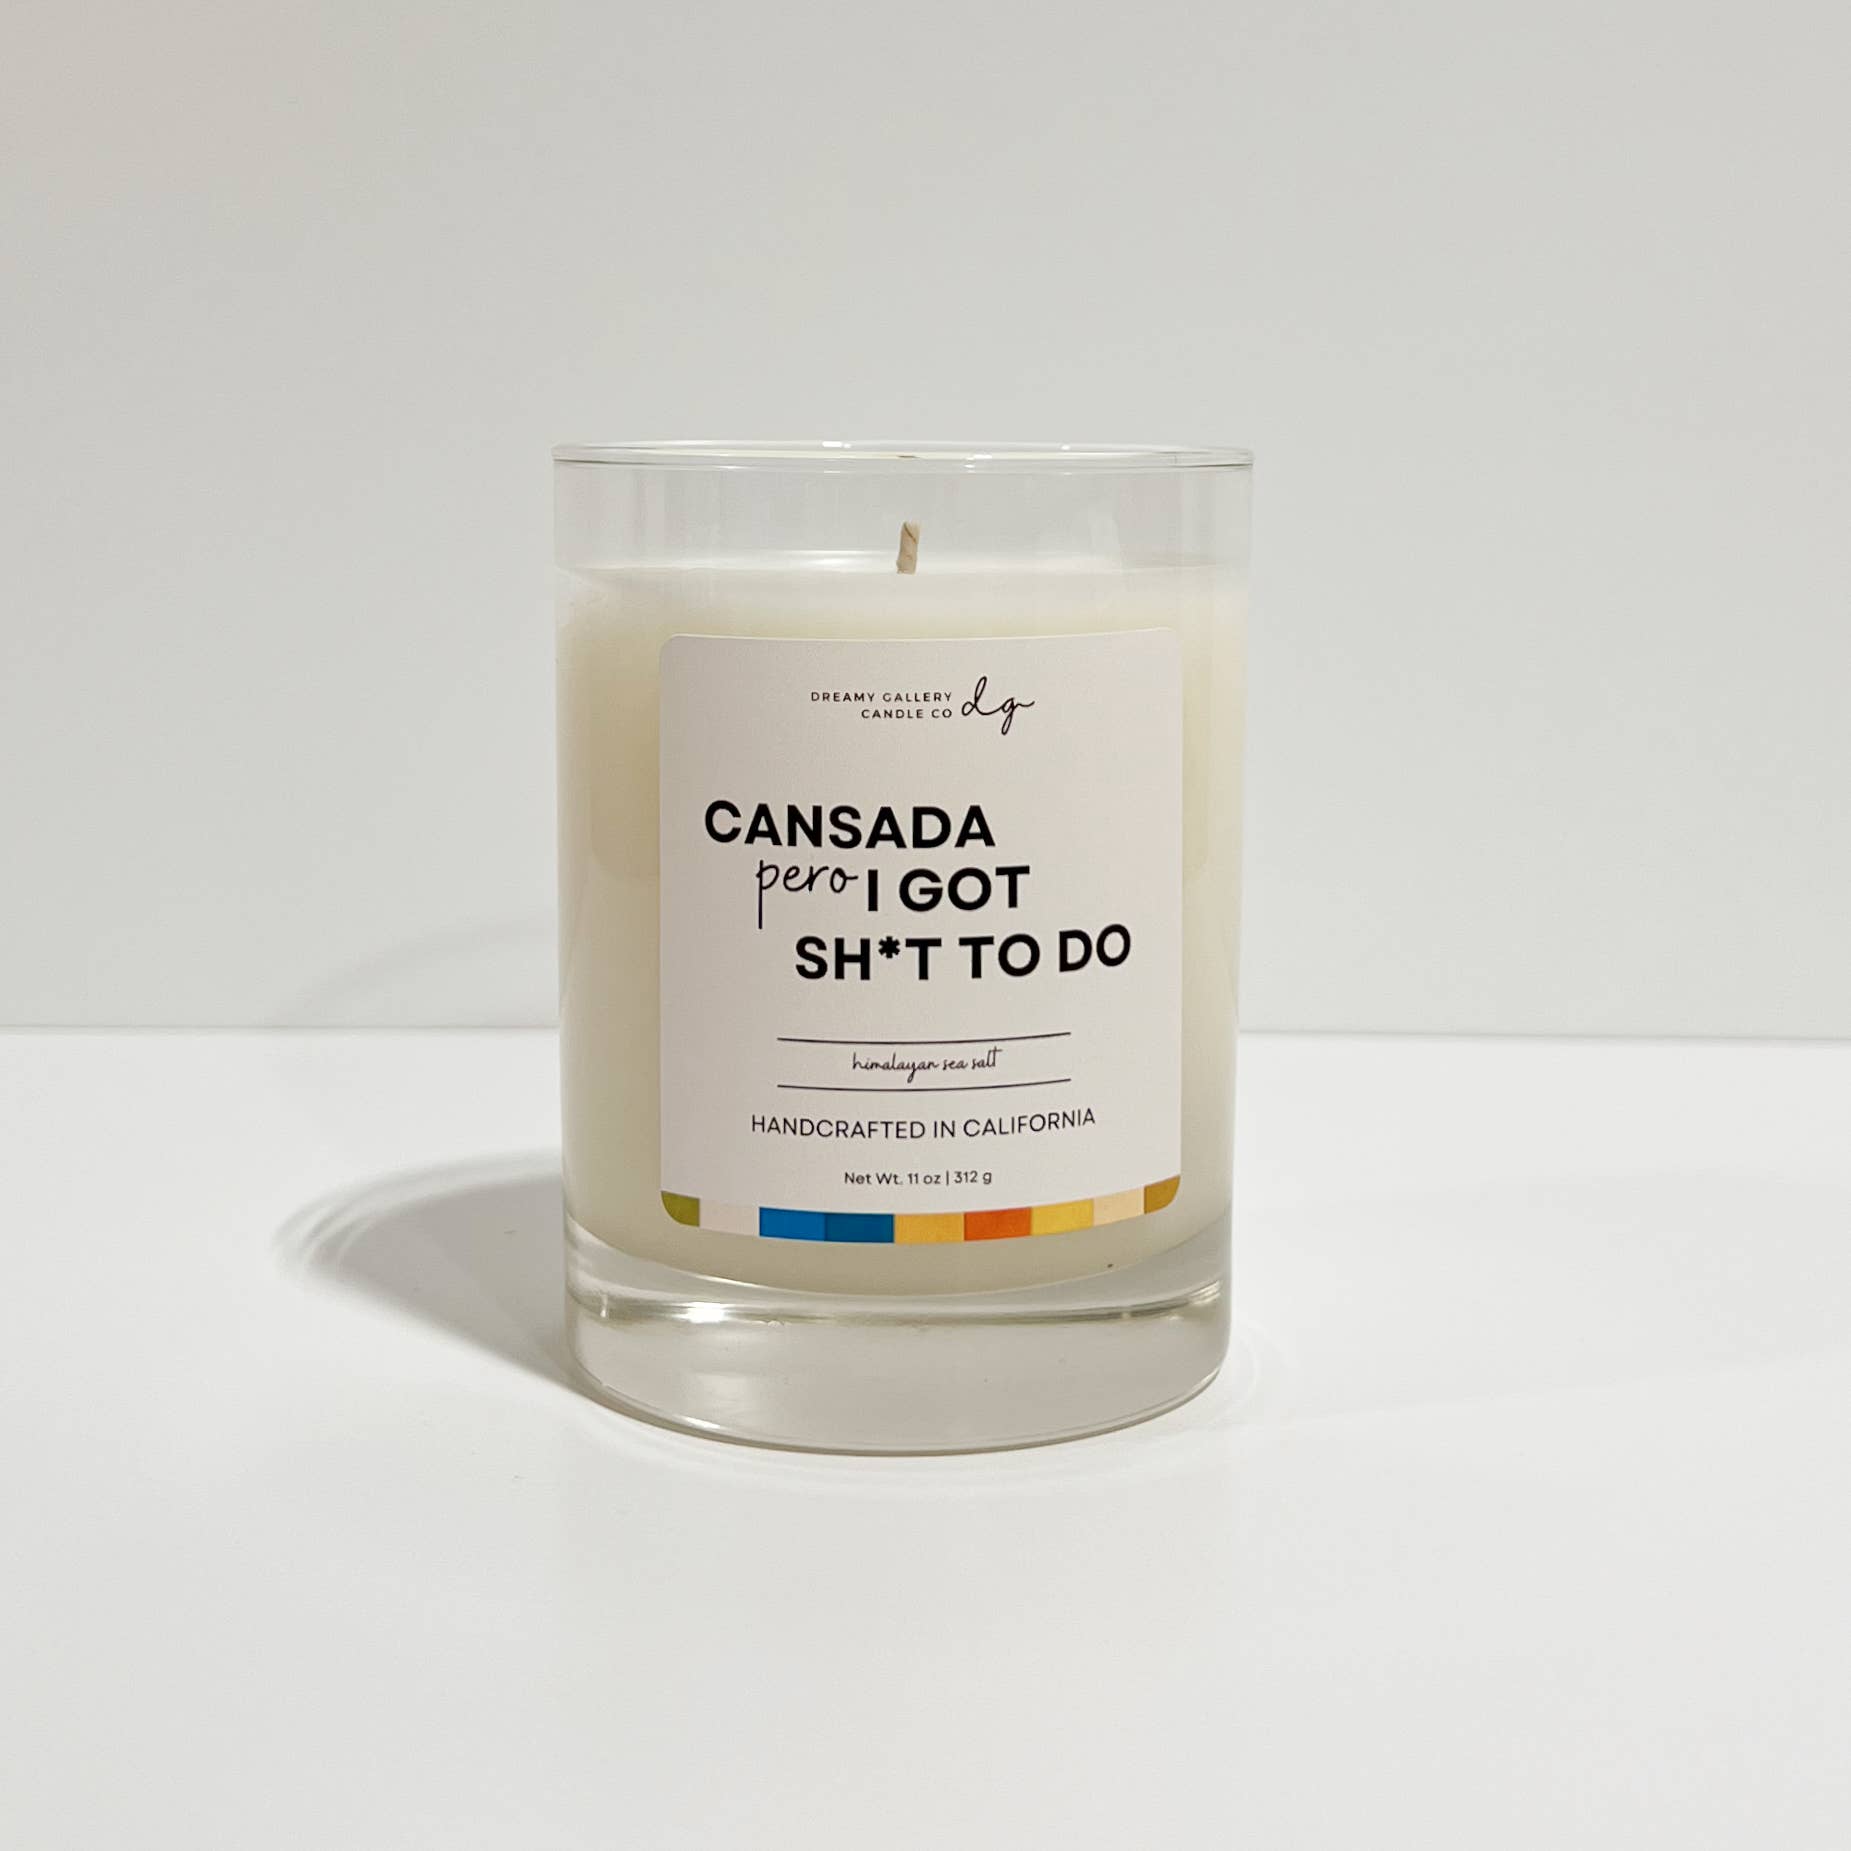 DREAMY GALLERY
CANDLE CO dg
CANSADA
pero I GOT
SH*T TO DO
himalayan sea salt
HANDCRAFTED IN CALIFORNIA
Net Wt. 11 oz | 312 g